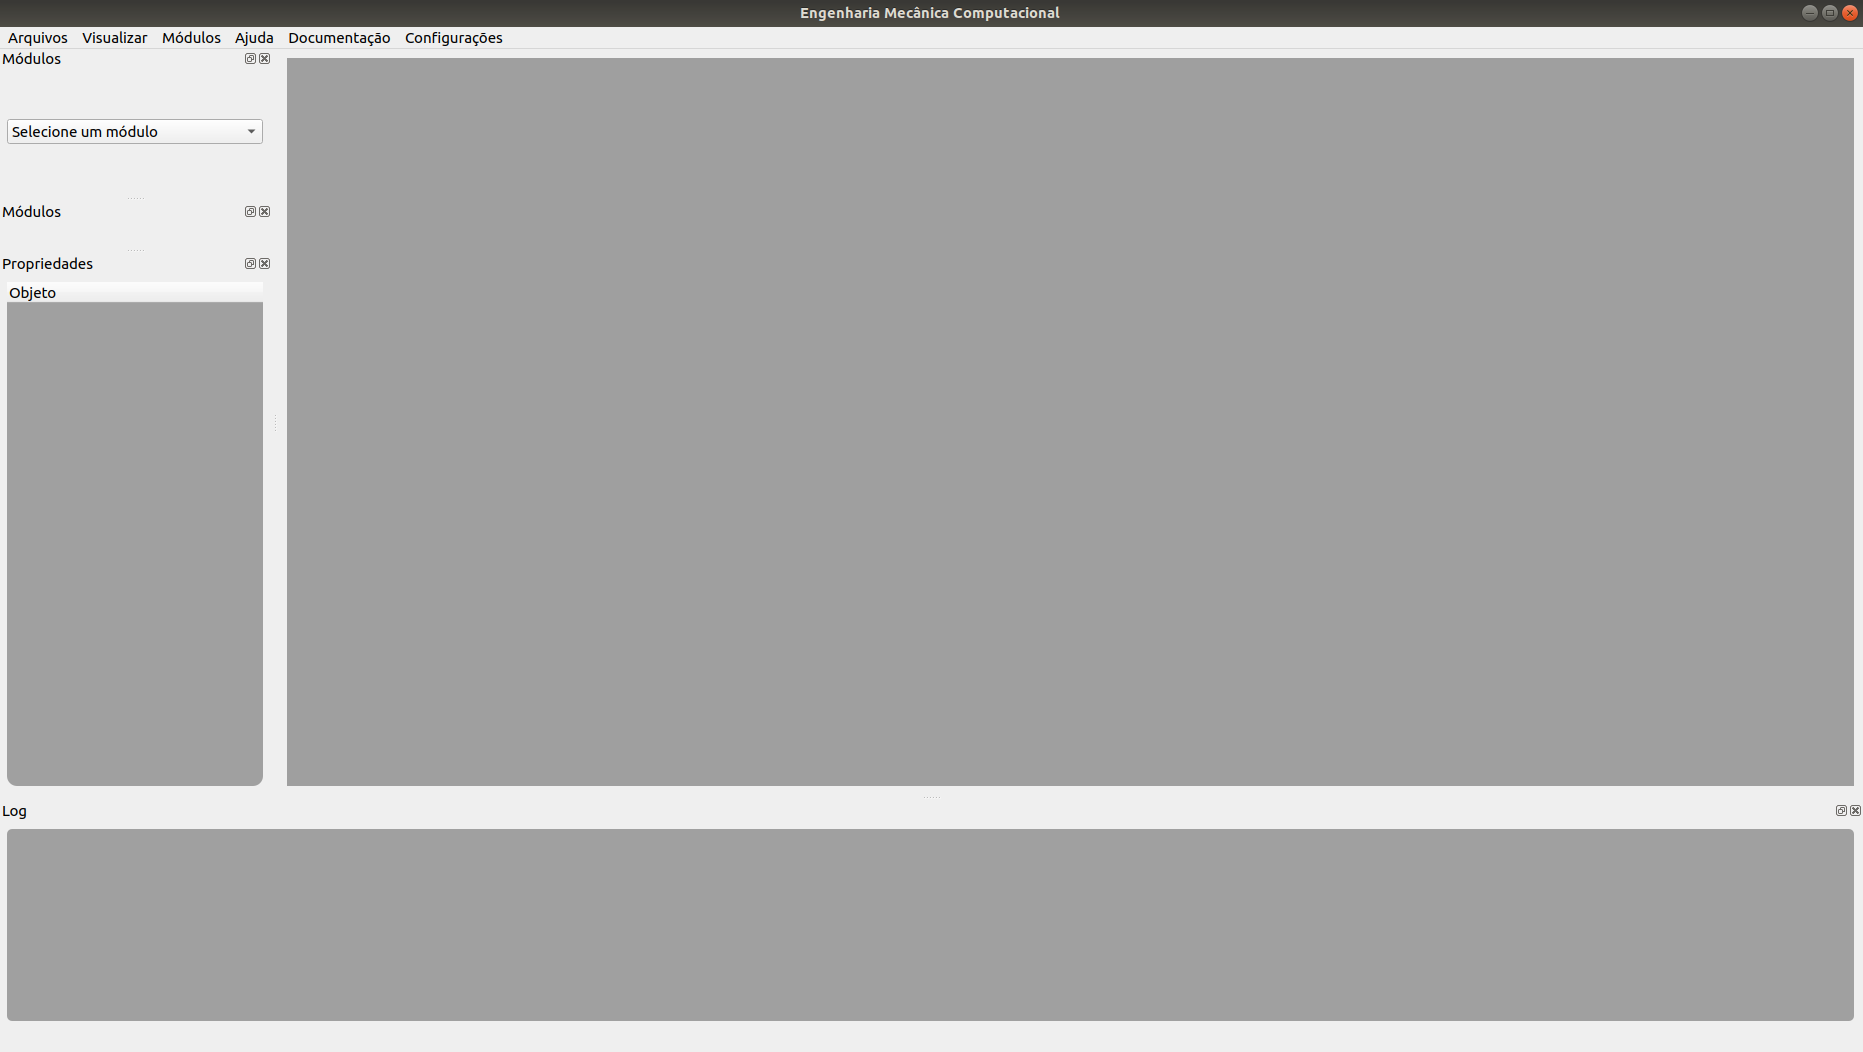 Engenharia Mecânica Computacional
Arquivos Visualizar Módulos Ajuda Documentação Configurações
Módulos
Selecione um módulo
Módulos
Propriedades
Objeto
Log